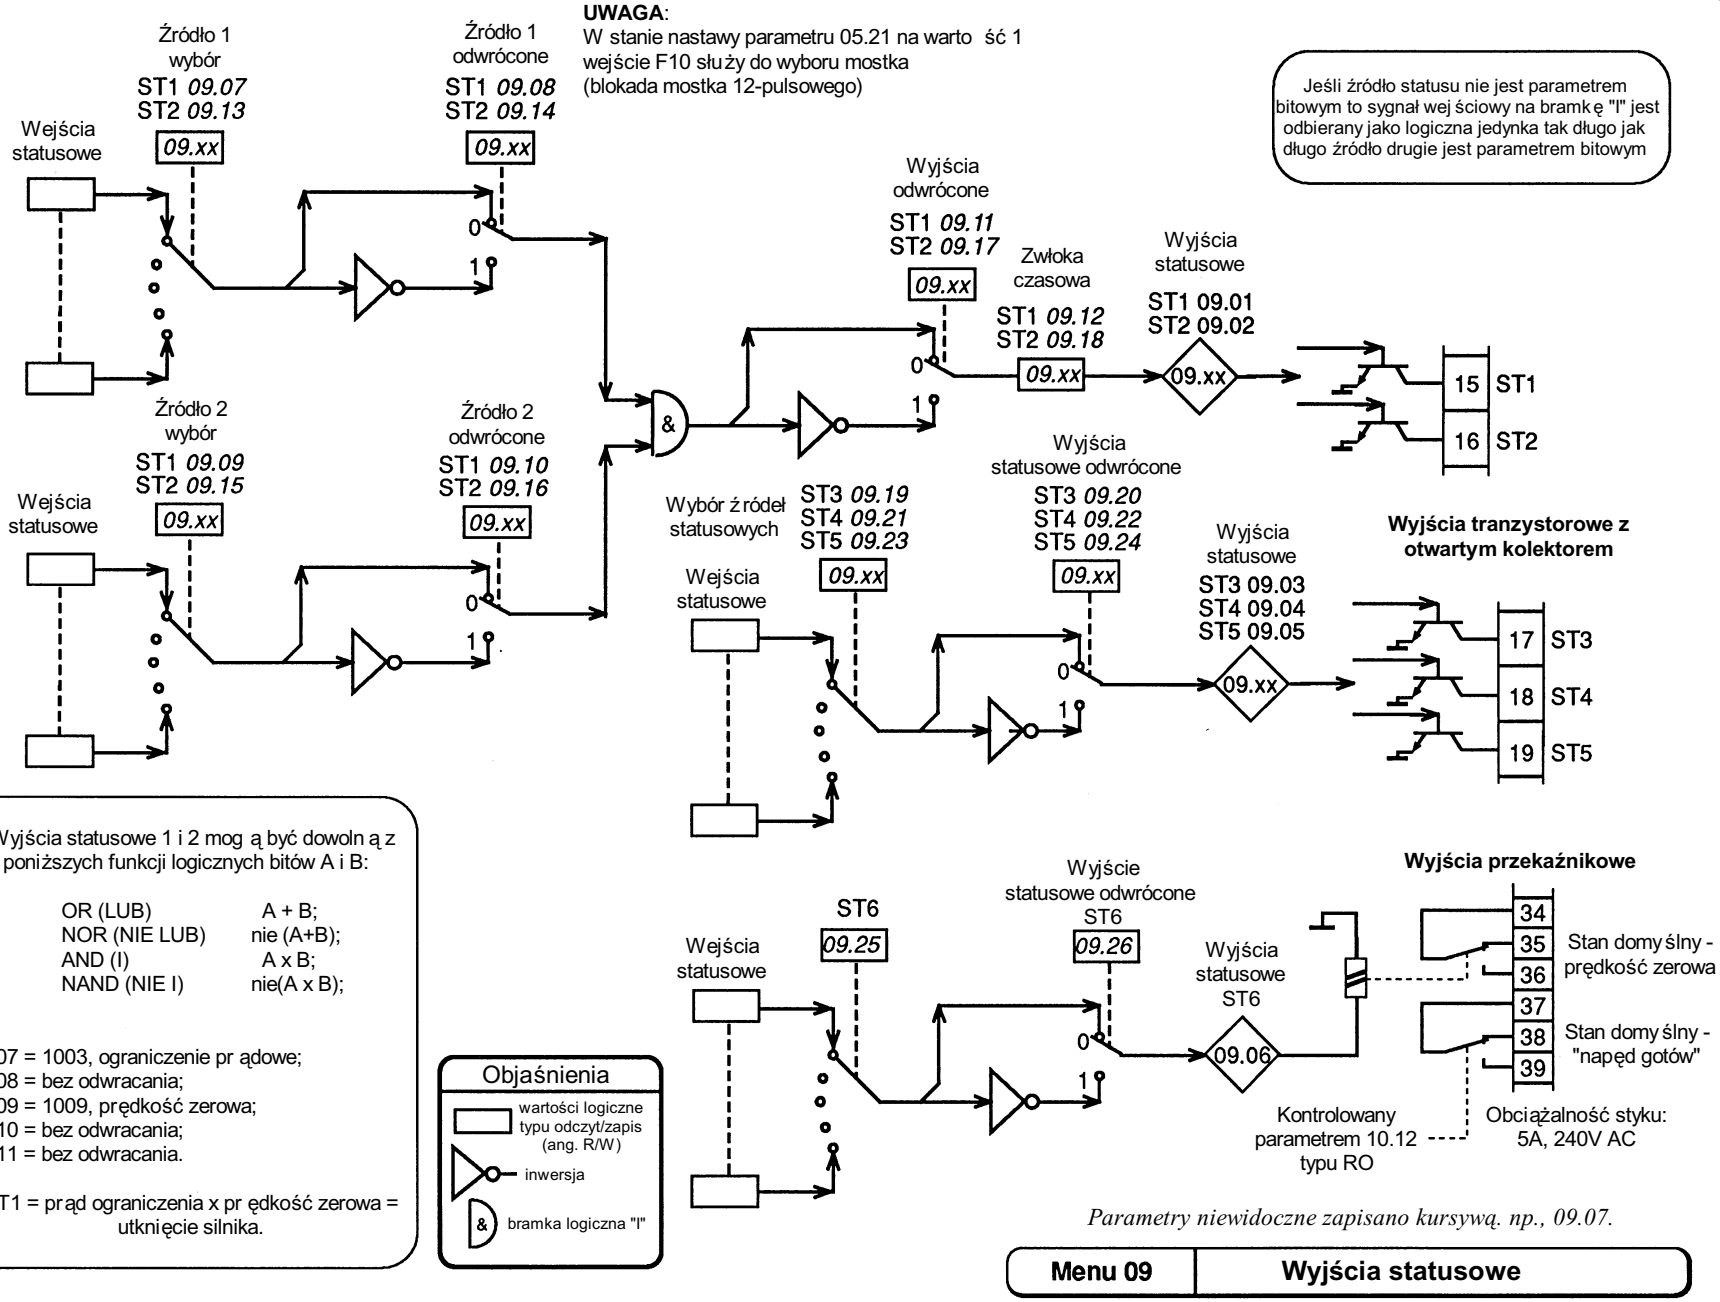 UWAGA:
W stanie nastawy parametru 05.21 na warto ść 1
wejście F10 służy do wyboru mostka
(blokada mostka 12-pulsowego)
Źródło 1
wybór
ST1 09.07
ST2 09.13
09.xx
Źródło 1
odwrócone
ST1 09.08
ST2 09.14
09.xx
Wejścia
statusowe
0
1
Jeśli źródło statusu nie jest parametrem
bitowym to sygnał wej ściowy na bramk ę "I" jest
odbierany jako logiczna jedynka tak długo jak
długo źródło drugie jest parametrem bitowym
Wyjścia
odwrócone
ST1 09.11
ST2 09.17
09.xx
0
1
Zwłoka
czasowa
ST1 09.12
ST2 09.18
09.xx
Wyjścia
statusowe
ST1 09.01
ST2 09.02
09.xx
15 ST1
16 ST2
&
Źródło 2
wybór
ST1 09.09
ST2 09.15
09.xx
Źródło 2
odwrócone
ST1 09.10
ST2 09.16
09.xx
Wejścia
statusowe
0
1
Wybór źródeł
statusowych
ST3 09.19
ST4 09.21
ST5 09.23
09.xx
Wyjścia
statusowe odwrócone
ST3 09.20
ST4 09.22
ST5 09.24
09.xx
Wejścia
statusowe
0
1
Wyjścia
statusowe
ST3 09.03
ST4 09.04
ST5 09.05
09.xx
Wyjścia tranzystorowe z
otwartym kolektorem
17 ST3
18 ST4
19 ST5
Wyjścia statusowe 1 i 2 mog ą być dowoln ą z
poniższych funkcji logicznych bitów A i B:
OR (LUB) A + B;
NOR (NIE LUB) nie (A+B);
AND (I) A x B;
NAND (NIE I) nie(A x B);
07 = 1003, ograniczenie pr ądowe;
08 = bez odwracania;
09 = 1009, prędkość zerowa;
10 = bez odwracania;
11 = bez odwracania.
T1 = prąd ograniczenia x pr ędkość zerowa =
utknięcie silnika.
Objaśnienia
wartości logiczne
typu odczyt/zapis
(ang. R/W)
inwersja
& bramka logiczna "I"
ST6
09.25
Wejścia
statusowe
Wyjście
statusowe odwrócone
ST6
09.26
0
1
Wyjścia
statusowe
ST6
09.06
Wyjścia przekaźnikowe
34
35
36
37
38
39
Stan domyślny -
prędkość zerowa
Stan domyślny -
"napęd gotów"
Kontrolowany
parametrem 10.12
typu RO
Obciążalność styku:
5A, 240V AC
Parametry niewidoczne zapisano kursywą. np., 09.07.
Menu 09 Wyjścia statusowe